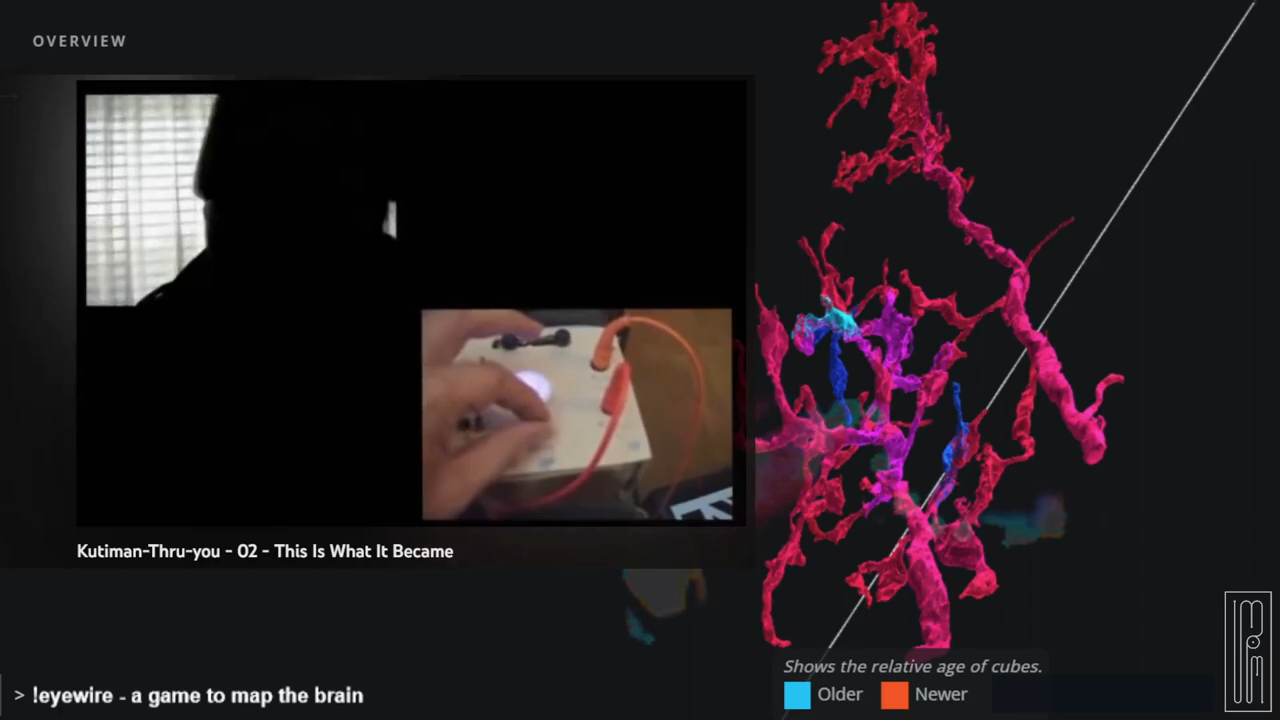 OVERVIEW
Kutiman-Thru-you - 02 - This Is What It Became
Shows the relative age of cubes.
Older
Newer
> !eyewire - a game to map the brain